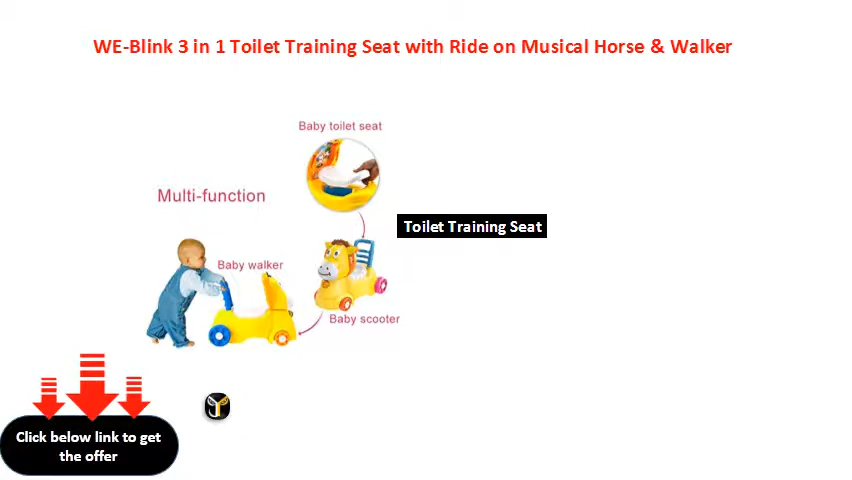 WE-Blink 3 in 1 Toilet Training Seat with Ride on Musical Horse & Walker
Baby toilet seat
Multi-function
Toilet Training Seat
Baby walker
Baby scooter
Click below link to get
the offer